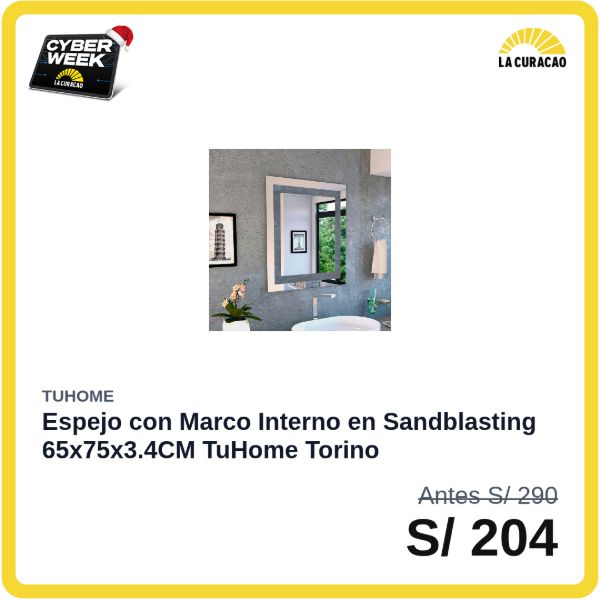 CYBER
WEEK
LA CURACAO
LA CURACAO
TUHOME
Espejo con Marco Interno en Sandblasting
65x75x3.4CM TuHome Torino
Antes S/ 290
S/ 204